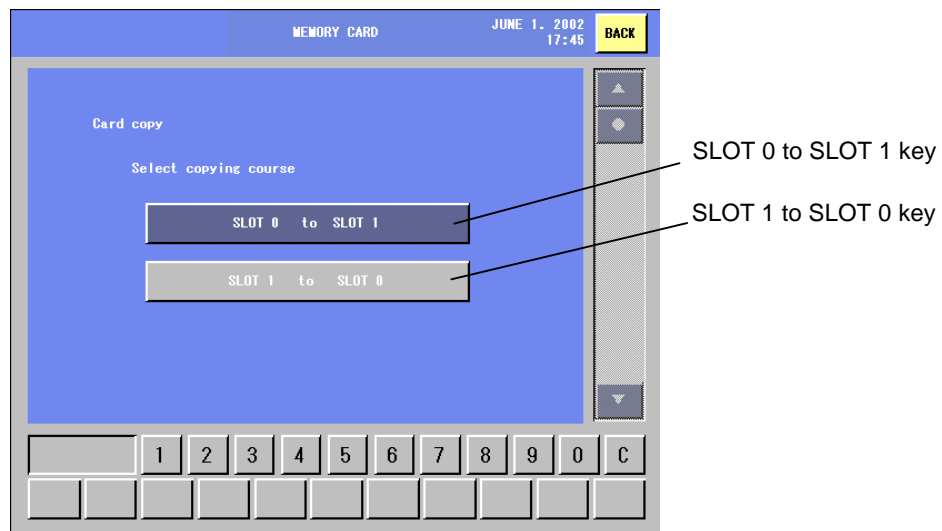 MEMORY CARD
JUNE 1. 2002
17:45
BACK
Card copy
Select copying course
SLOT 0 to SLOT 1
SLOT 1 to SLOT 0
SLOT 0 to SLOT 1 key
SLOT 1 to SLOT 0 key
1 2 3 4 5 6 7 8 9 0 C